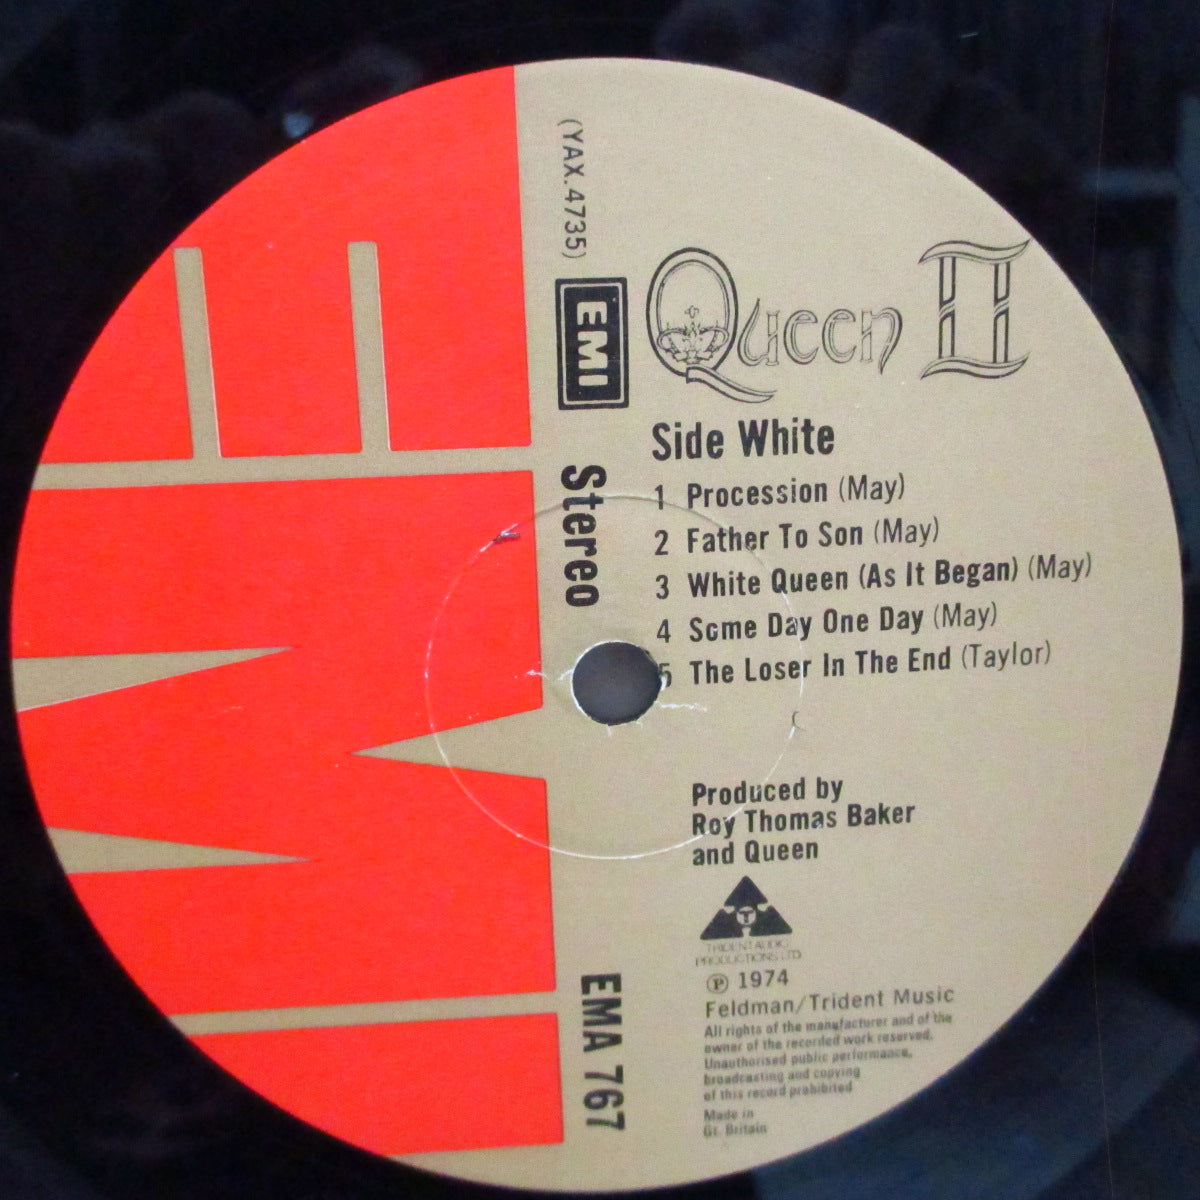 (YAX.4735)
EMI
Stereo
EMA 767
EMI
Queen II
Side White
1 Procession (May)
2 Father To Son (May)
3 White Queen (As It Began) (May)
4 Some Day One Day (May)
5 The Loser In The End (Taylor)
Produced by
Roy Thomas Baker
and Queen
T
TRIDENT AUDIO
PRODUCTIONS LTD.
℗ 1974
Feldman/Trident Music
All rights of the manufacturer and of the
owner of the recorded work reserved.
Unauthorised public performance,
broadcasting and copying
of this record prohibited
Made in
Gt. Britain